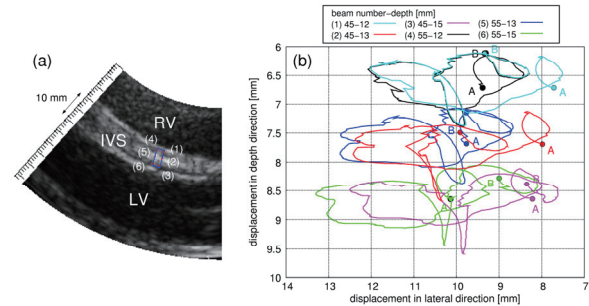 beam number-depth [mm]
(1) 45-12 (3) 45-15 (5) 55-13
(2) 45-13 (4) 55-12 (6) 55-15
(a)
10 mm
RV
IVS
(4)
(1)
(5)
(2)
(6)
(3)
LV
(b)
displacement in depth direction [mm]
6
6.5
7
7.5
8
8.5
9
9.5
10
B
B
A
A
B
A
A
B
B
A
A
14 13 12 11 10 9 8 7
displacement in lateral direction [mm]